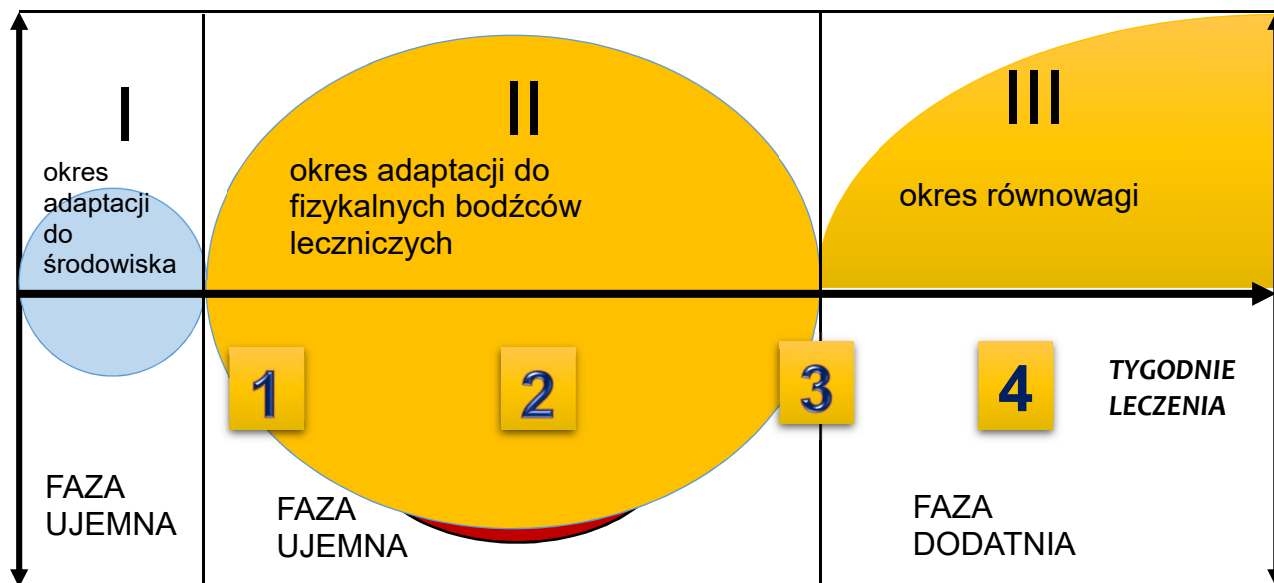 I
okres
adaptacji
do
środowiska
II
okres adaptacji do
fizykalnych bodźców
leczniczych
III
okres równowagi
1
2
3
4
TYGODNIE
LECZENIA
FAZA
UJEMNA
FAZA
UJEMNA
FAZA
DODATNIA